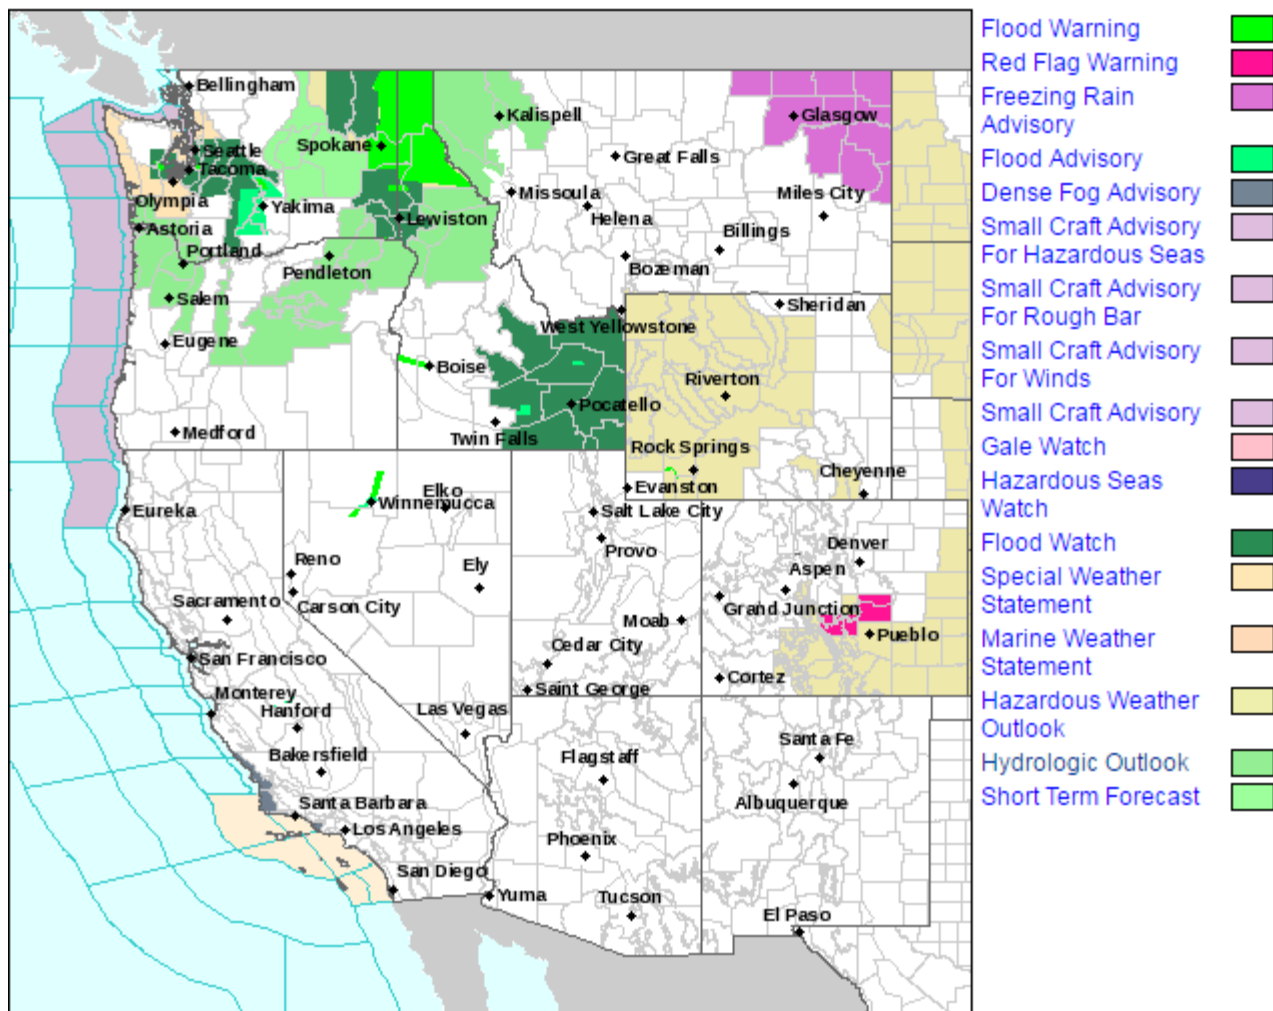 Bellingham
Kalispell
Glasgow
Spokane
Seattle
Great Falls
Tacoma
Missoula
Miles City
Olympia
Yakima
Helena
Lewiston
Astoria
Billings
Portland
Pendleton
Bozeman
Salem
Sheridan
West Yellowstone
Eugene
Boise
Riverton
Pocatello
Medford
Twin Falls
Rock Springs
Cheyenne
Evanston
Elko
Winnemucca
Eureka
Salt Lake City
Denver
Provo
Reno
Ely
Aspen
Sacramento
Carson City
Grand Junction
Moab
Pueblo
Cedar City
San Francisco
Cortez
Saint George
Monterey
Hanford
Las Vegas
Santa Fe
Bakersfield
Flagstaff
Albuquerque
Santa Barbara
Los Angeles
Phoenix
San Diego
Yuma
Tucson
El Paso
Flood Warning
Red Flag Warning
Freezing Rain
Advisory
Flood Advisory
Dense Fog Advisory
Small Craft Advisory
For Hazardous Seas
Small Craft Advisory
For Rough Bar
Small Craft Advisory
For Winds
Small Craft Advisory
Gale Watch
Hazardous Seas
Watch
Flood Watch
Special Weather
Statement
Marine Weather
Statement
Hazardous Weather
Outlook
Hydrologic Outlook
Short Term Forecast